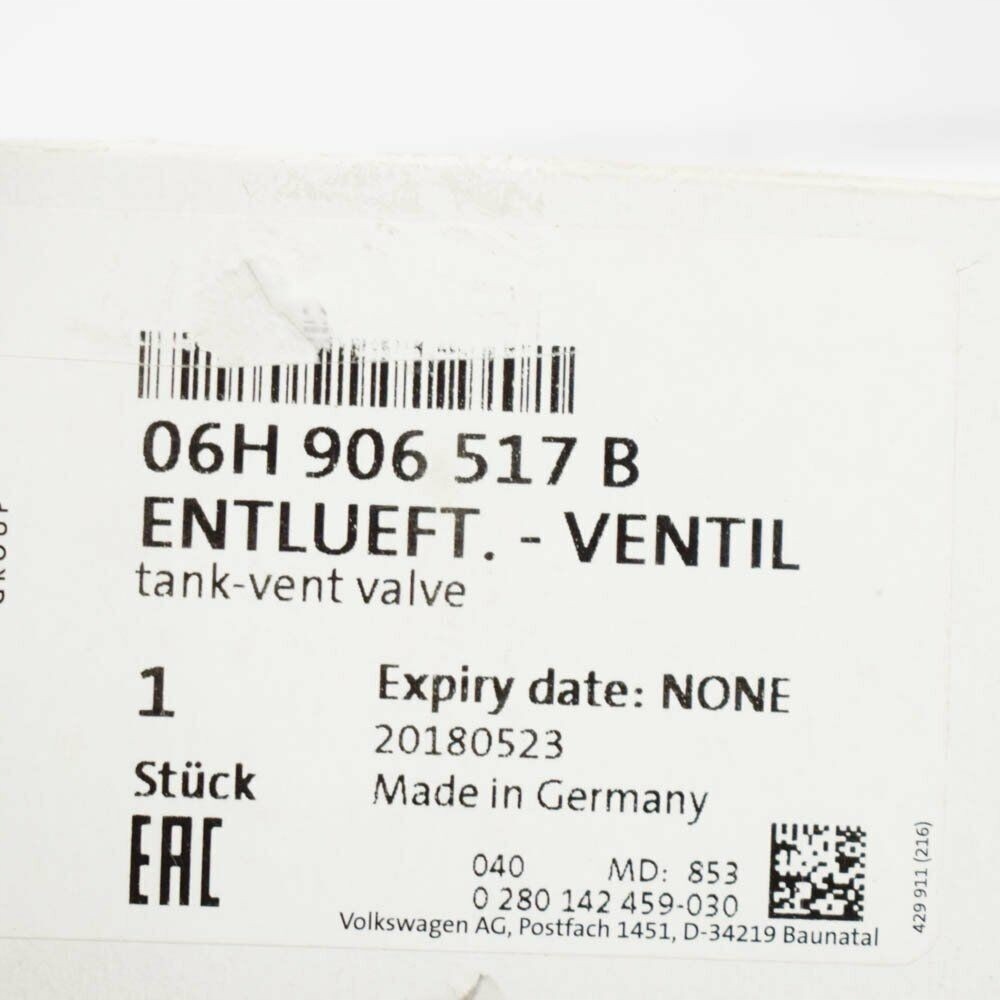 GROUP
06H 906 517 B
ENTLUEFT. - VENTIL
tank-vent valve
1
Expiry date: NONE
20180523
Stück
Made in Germany
EAC
040 MD: 853
0 280 142 459-030
Volkswagen AG, Postfach 1451, D-34219 Baunatal
429 911 (216)